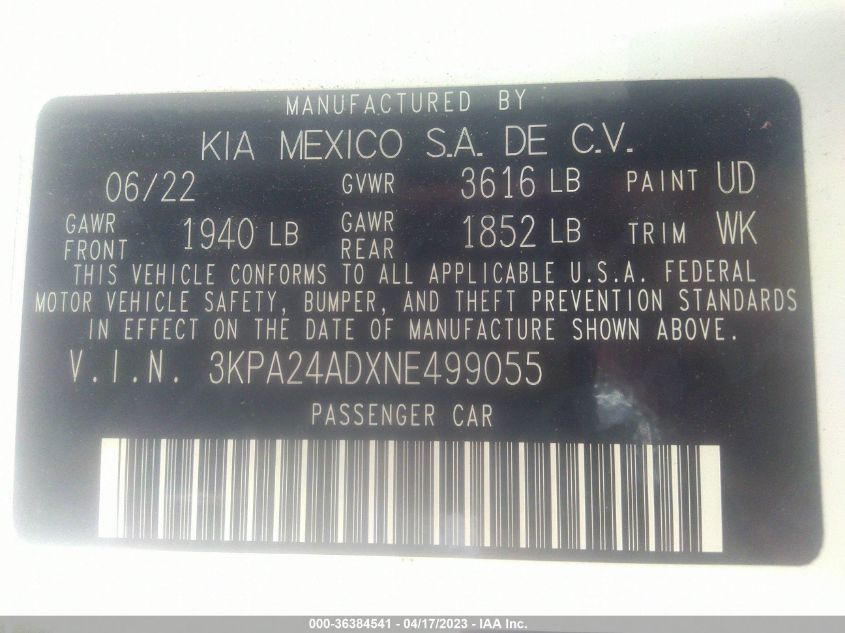 MANUFACTURED BY
KIA MEXICO S.A. DE C.V.
06/22 GVWR 3616 LB PAINT UD
GAWR FRONT 1940 LB GAWR REAR 1852 LB TRIM WK
THIS VEHICLE CONFORMS TO ALL APPLICABLE U.S.A. FEDERAL
MOTOR VEHICLE SAFETY, BUMPER, AND THEFT PREVENTION STANDARDS
IN EFFECT ON THE DATE OF MANUFACTURE SHOWN ABOVE.
V.I.N. 3KPA24ADXNE499055
PASSENGER CAR
000-36384541 - 04/17/2023 - IAA Inc.